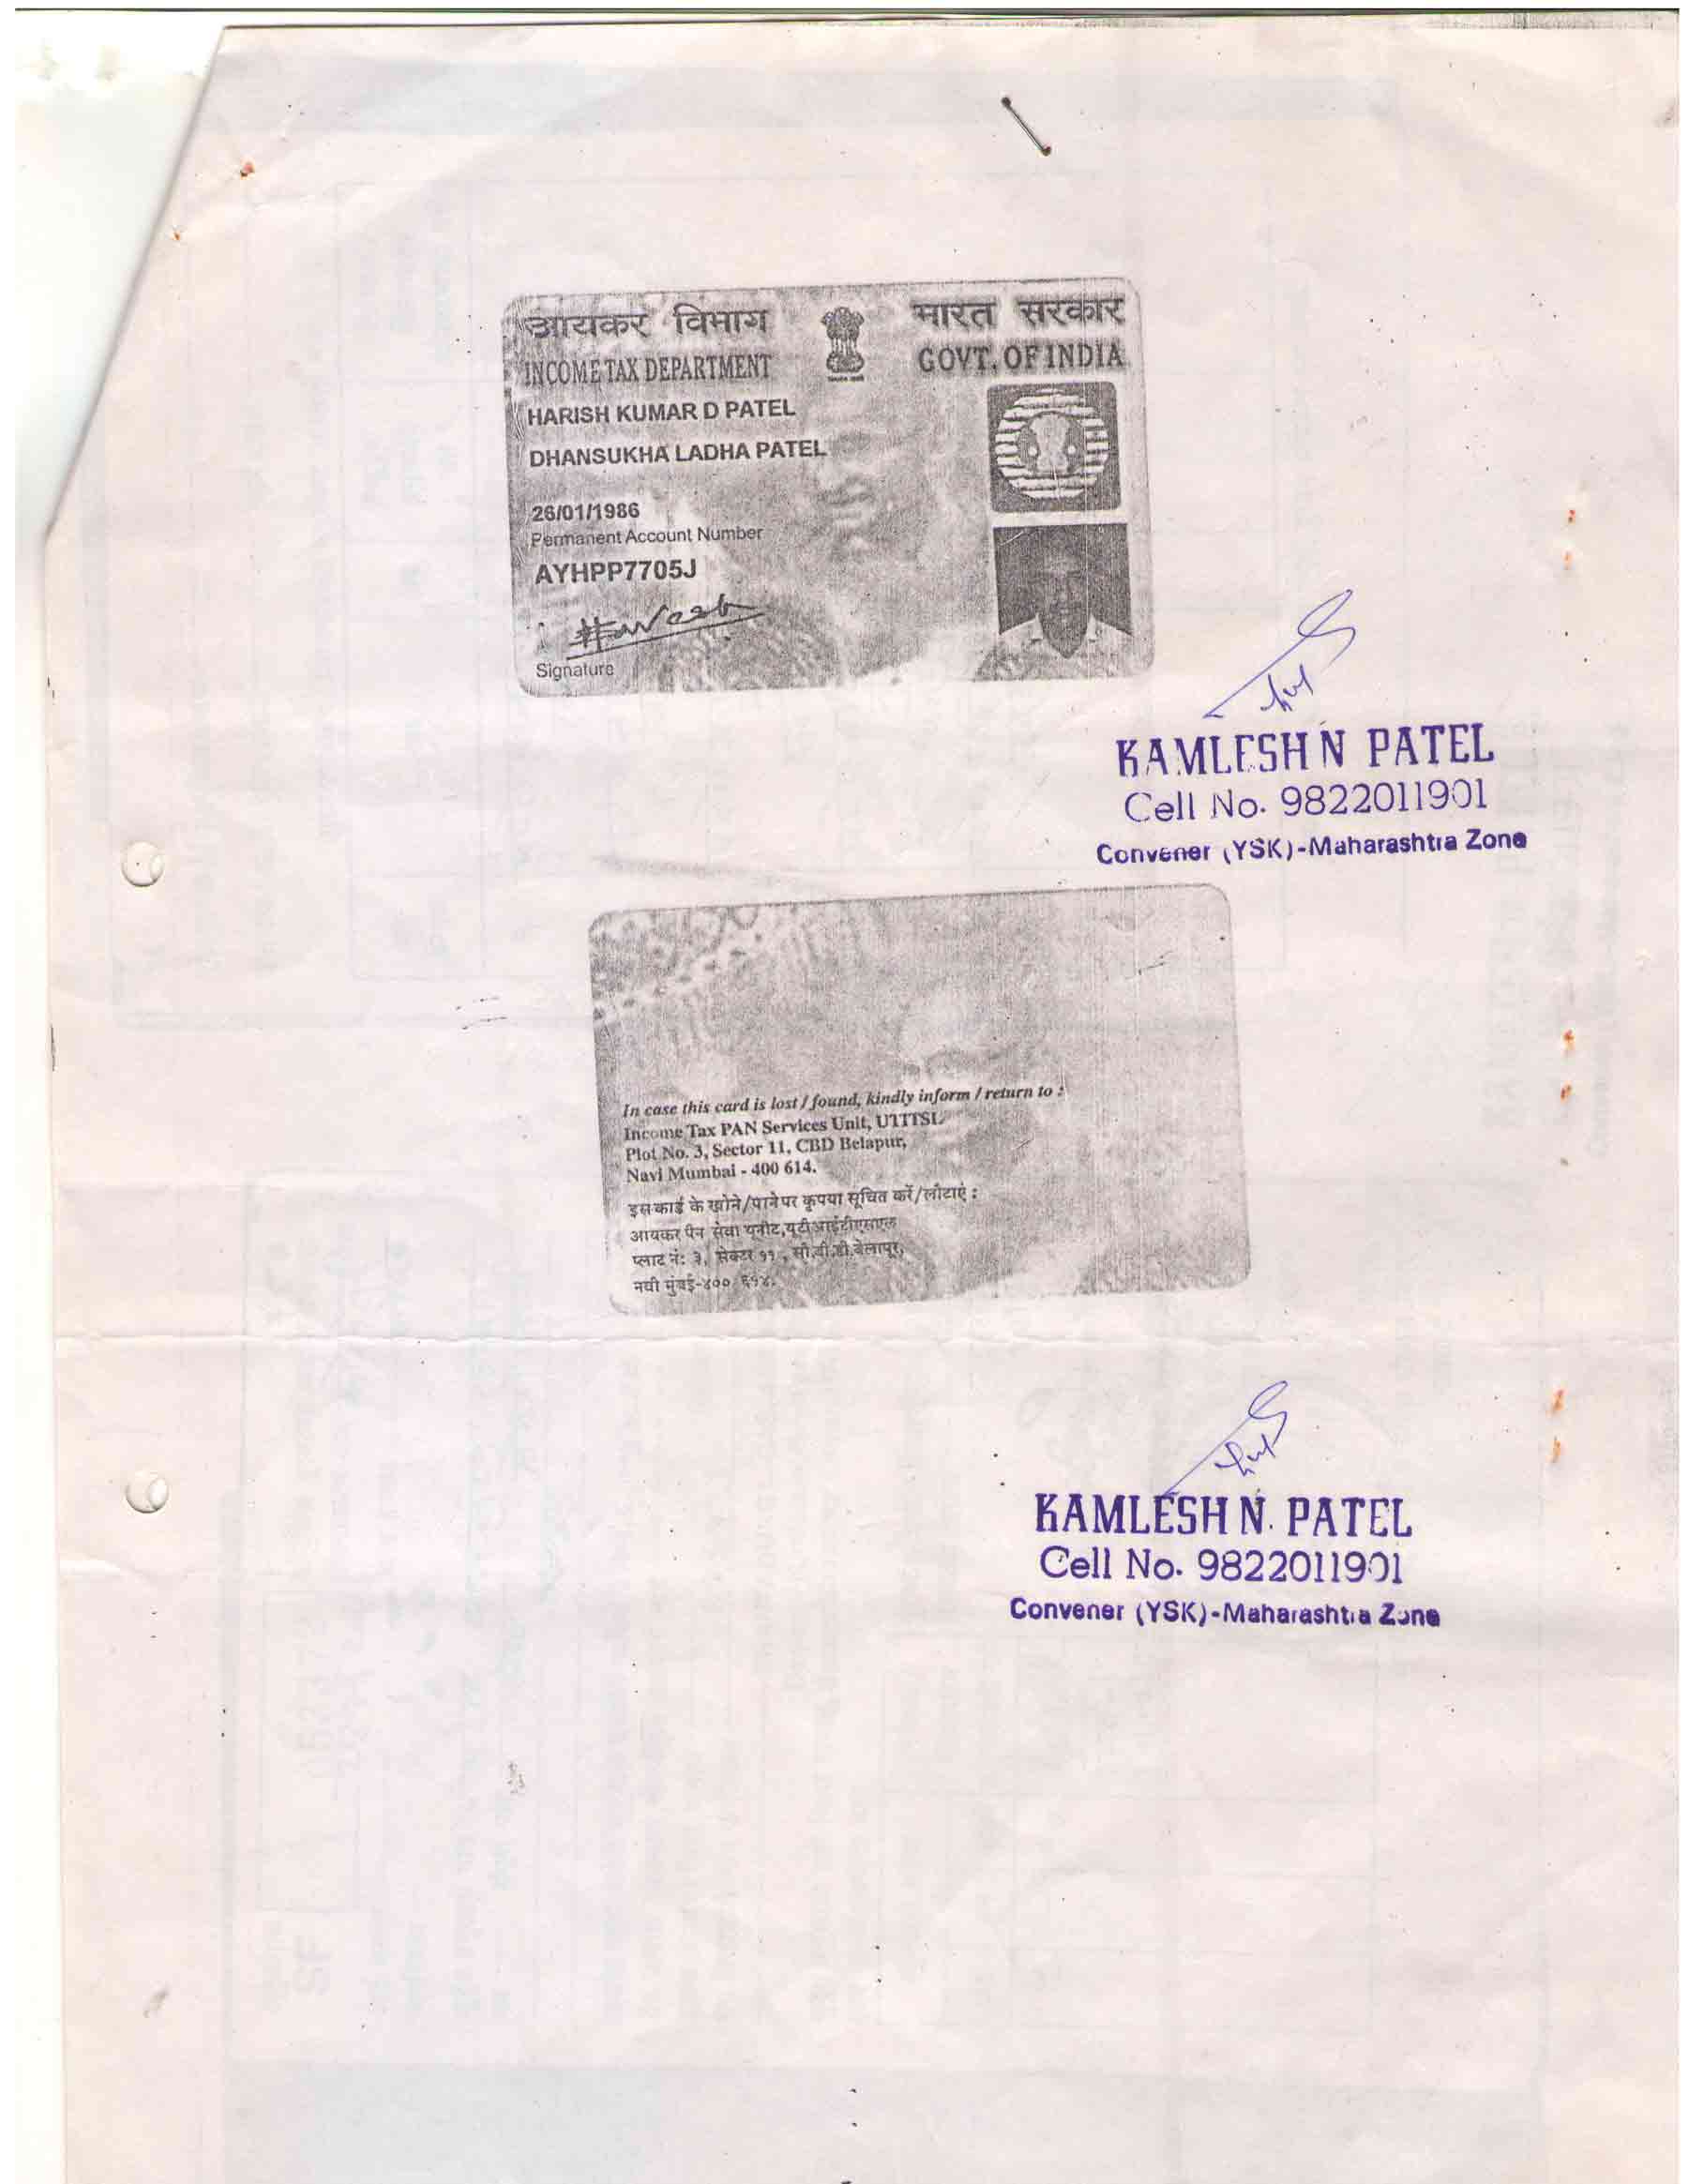 आयकर विभाग
भारत सरकार
INCOME TAX DEPARTMENT
GOVT. OF INDIA
HARISH KUMAR D PATEL
DHANSUKHA LADHA PATEL
26/01/1986
Permanent Account Number
AYHPP7705J
Signature
KAMLESH N PATEL
Cell No. 9822011901
Convener (YSK)-Maharashtra Zone
In case this card is lost / found, kindly inform / return to :
Income Tax PAN Services Unit, UTITSL
Plot No. 3, Sector 11, CBD Belapur,
Navi Mumbai - 400 614.
इस कार्ड के खोने/पाने पर कृपया सूचित करें/लौटाएं :
आयकर पैन सेवा यूनीट,यूटीआईटीएसएल
प्लाट नं: ३, सेक्टर ११ , सी.बी.डी.बेलापूर,
नवी मुंबई-४०० ६१४.
KAMLESH N. PATEL
Cell No. 9822011901
Convener (YSK)-Maharashtra Zone